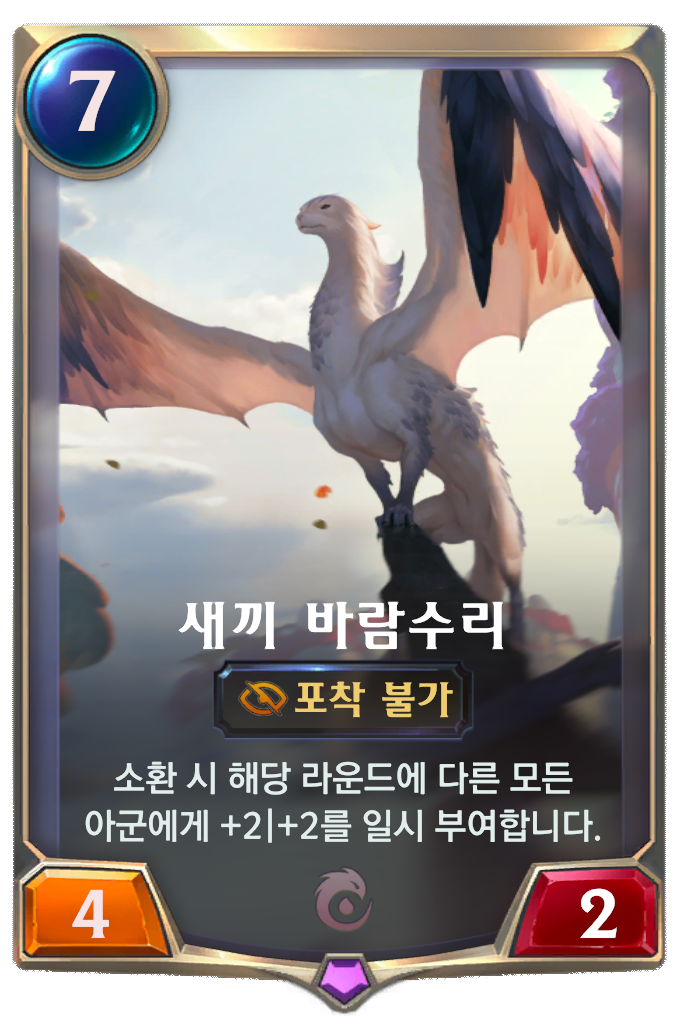 7
새끼 바람수리
포착 불가
소환 시 해당 라운드에 다른 모든
아군에게 +2|+2를 일시 부여합니다.
4
2